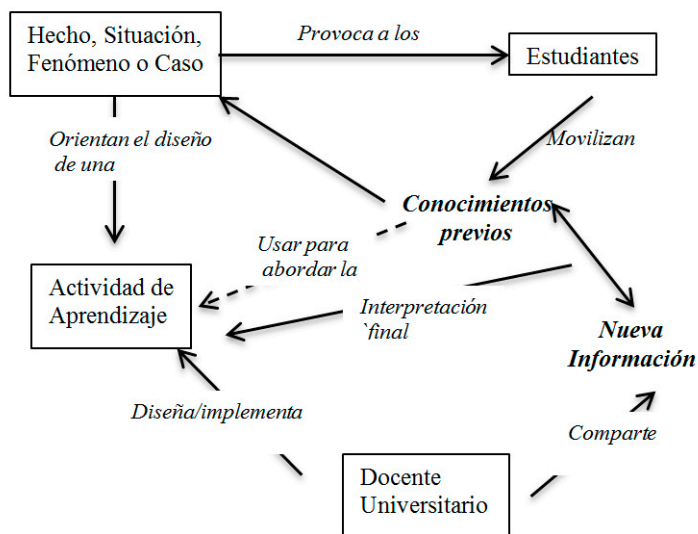 Hecho, Situación,
Fenómeno o Caso
Provoca a los
Estudiantes
Orientan el diseño
de una
Movilizan
Conocimientos
previos
Usar para
abordar la
Actividad de
Aprendizaje
Interpretación
`final
Nueva
Información
Diseña/implementa
Comparte
Docente
Universitario